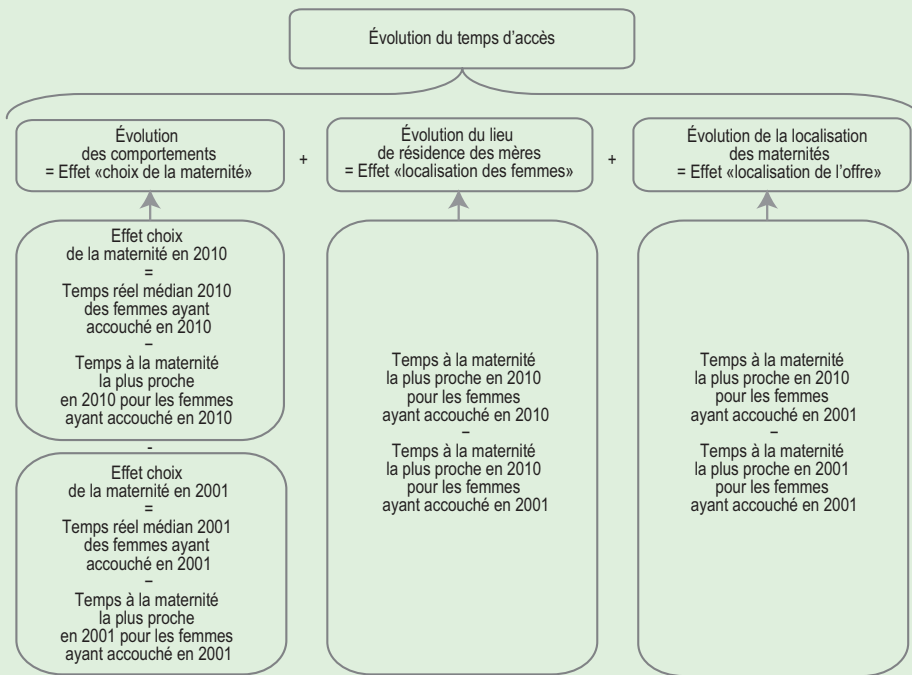 Évolution du temps d’accès
Évolution
des comportements
= Effet «choix de la maternité»
+
Évolution du lieu
de résidence des mères
= Effet «localisation des femmes»
+
Évolution de la localisation
des maternités
= Effet «localisation de l’offre»
Effet choix
de la maternité en 2010
=
Temps réel médian 2010
des femmes ayant
accouché en 2010
–
Temps à la maternité
la plus proche
en 2010 pour les femmes
ayant accouché en 2010
-
Effet choix
de la maternité en 2001
=
Temps réel médian 2001
des femmes ayant
accouché en 2001
–
Temps à la maternité
la plus proche
en 2001 pour les femmes
ayant accouché en 2001
Temps à la maternité
la plus proche en 2010
pour les femmes
ayant accouché en 2010
–
Temps à la maternité
la plus proche en 2010
pour les femmes
ayant accouché en 2001
Temps à la maternité
la plus proche en 2010
pour les femmes
ayant accouché en 2001
–
Temps à la maternité
la plus proche en 2001
pour les femmes
ayant accouché en 2001